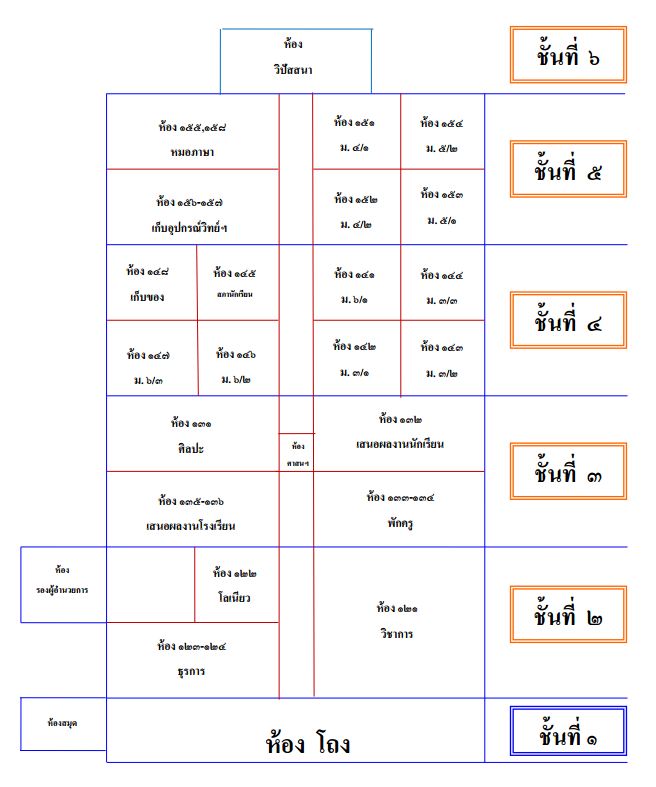 ห้อง
วิปัสสนา
ชั้นที่ ๖
ห้อง ๑๕๕,๑๕๘
หมอภาษา
ห้อง ๑๕๑
ม. ๔/๑
ห้อง ๑๕๔
ม. ๕/๒
ชั้นที่ ๕
ห้อง ๑๕๖-๑๕๗
เก็บอุปกรณ์วิทย์ฯ
ห้อง ๑๕๒
ม. ๔/๒
ห้อง ๑๕๓
ม. ๕/๑
ห้อง ๑๔๘
เก็บของ
ห้อง ๑๔๕
สภานักเรียน
ห้อง ๑๔๑
ม. ๖/๑
ห้อง ๑๔๔
ม. ๓/๓
ชั้นที่ ๔
ห้อง ๑๔๗
ม. ๖/๓
ห้อง ๑๔๖
ม. ๖/๒
ห้อง ๑๔๒
ม. ๓/๑
ห้อง ๑๔๓
ม. ๓/๒
ห้อง ๑๓๑
ศิลปะ
ห้อง
ศาสนฯ
ห้อง ๑๓๒
เสนอผลงานนักเรียน
ชั้นที่ ๓
ห้อง ๑๓๕-๑๓๖
เสนอผลงานโรงเรียน
ห้อง ๑๓๓-๑๓๔
พักครู
ห้อง
รองผู้อำนวยการ
ห้อง ๑๒๒
โลเนียว
ห้อง ๑๒๑
วิชาการ
ชั้นที่ ๒
ห้อง ๑๒๓-๑๒๔
ธุรการ
ห้องสมุด
ห้อง โถง
ชั้นที่ ๑